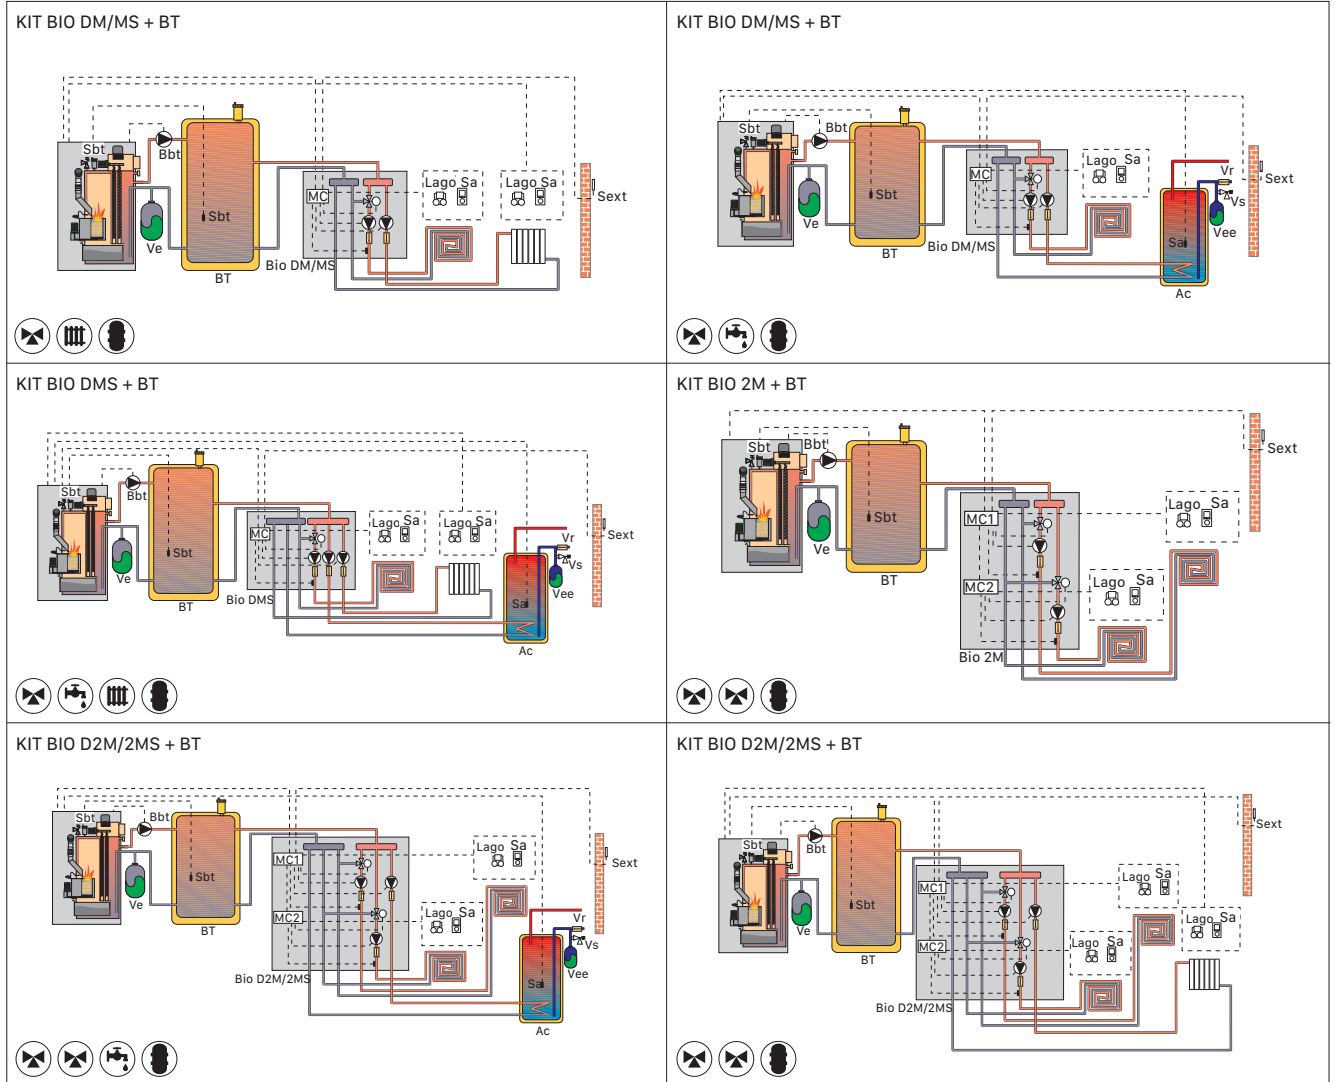 KIT BIO DM/MS + BT
Sbt
Bbt
Ve
Sbt
BT
Bio DM/MS
MC
Lago Sa
Lago Sa
Sext
KIT BIO DM/MS + BT
Sbt
Bbt
Ve
Sbt
BT
Bio DM/MS
MC
Lago Sa
Vr
Vs
Vee
Sa
Ac
Sext
KIT BIO DMS + BT
Sbt
Bbt
Ve
Sbt
BT
Bio DMS
MC
Lago Sa
Lago Sa
Vr
Vs
Vee
Sa
Ac
Sext
KIT BIO 2M + BT
Sbt
Bbt
Ve
Sbt
BT
Bio 2M
MC1
MC2
Lago Sa
Lago Sa
Sext
KIT BIO D2M/2MS + BT
Sbt
Bbt
Ve
Sbt
BT
Bio D2M/2MS
MC1
MC2
Lago Sa
Lago Sa
Vr
Vs
Vee
Sa
Ac
Sext
KIT BIO D2M/2MS + BT
Sbt
Bbt
Ve
Sbt
BT
Bio D2M/2MS
MC1
MC2
Lago Sa
Lago Sa
Lago Sa
Sext